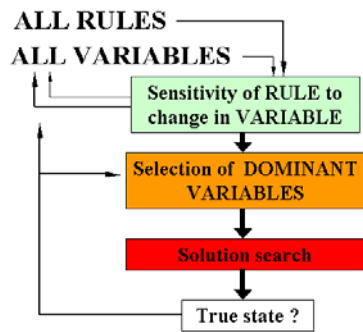 ALL RULES
ALL VARIABLES
Sensitivity of RULE to
change in VARIABLE
Selection of DOMINANT
VARIABLES
Solution search
True state ?